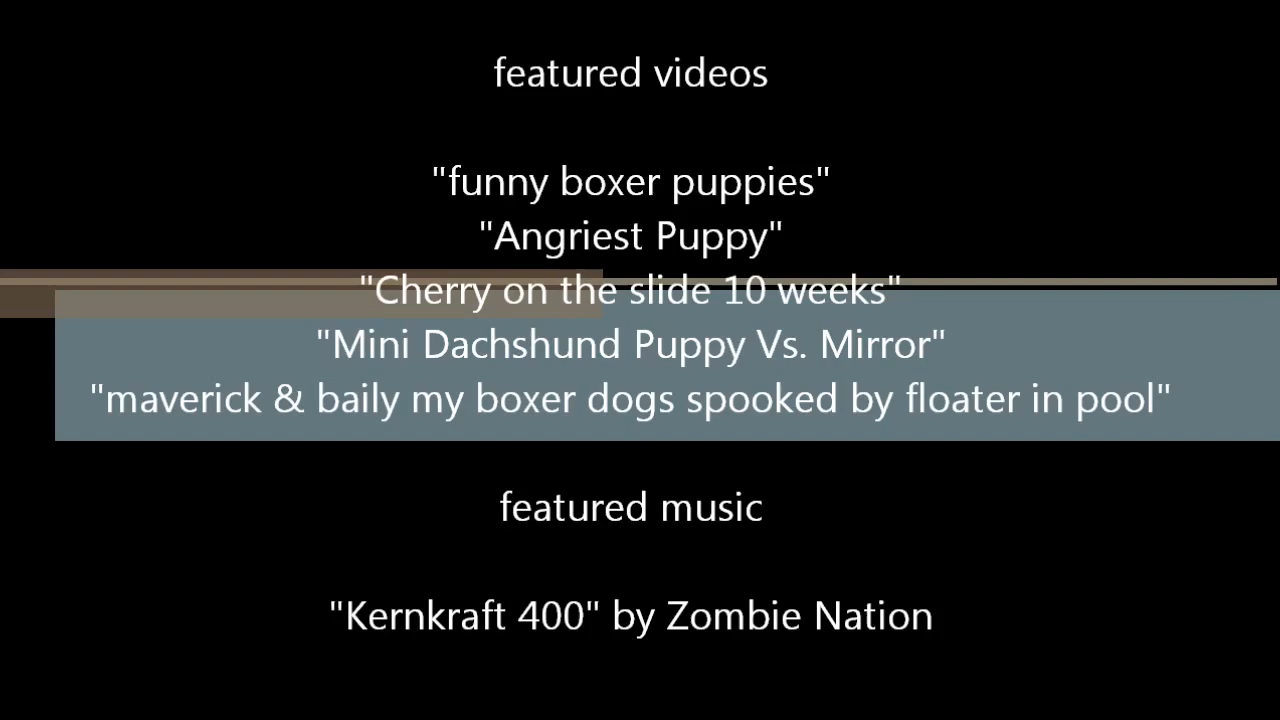 featured videos
"funny boxer puppies"
"Angriest Puppy"
"Cherry on the slide 10 weeks"
"Mini Dachshund Puppy Vs. Mirror"
"maverick & baily my boxer dogs spooked by floater in pool"
featured music
"Kernkraft 400" by Zombie Nation